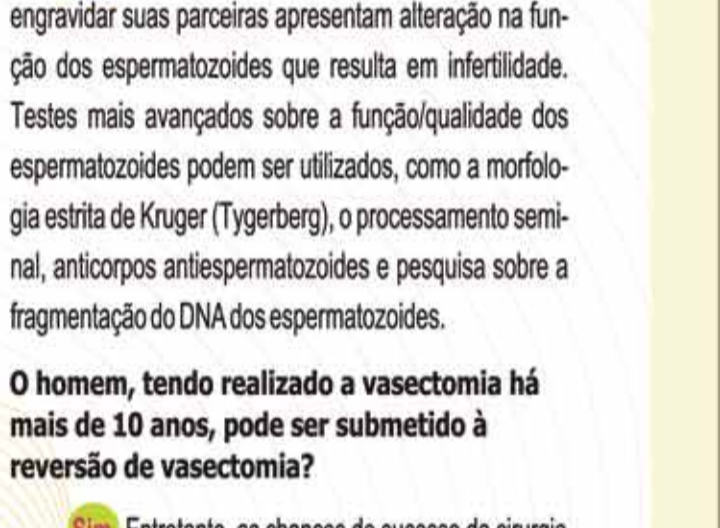 engravidar suas parceiras apresentam alteração na fun-
ção dos espermatozoides que resulta em infertilidade.
Testes mais avançados sobre a função/qualidade dos
espermatozoides podem ser utilizados, como a morfolo-
gia estrita de Kruger (Tygerberg), o processamento semi-
nal, anticorpos antiespermatozoides e pesquisa sobre a
fragmentação do DNA dos espermatozoides.
O homem, tendo realizado a vasectomia há
mais de 10 anos, pode ser submetido à
reversão de vasectomia?
Sim. Entretanto, as chances de sucesso da cirurgia